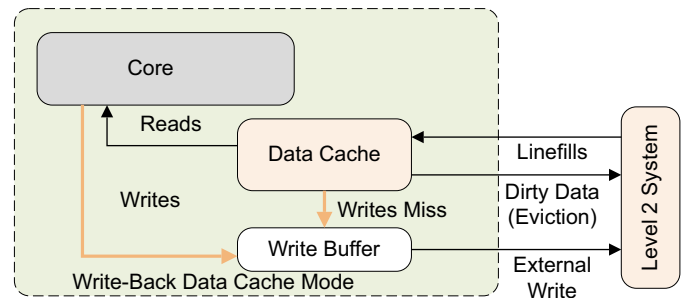 Core
Reads
Data Cache
Linefills
Writes
Writes Miss
Dirty Data
(Eviction)
Level 2 System
Write Buffer
External
Write
Write-Back Data Cache Mode